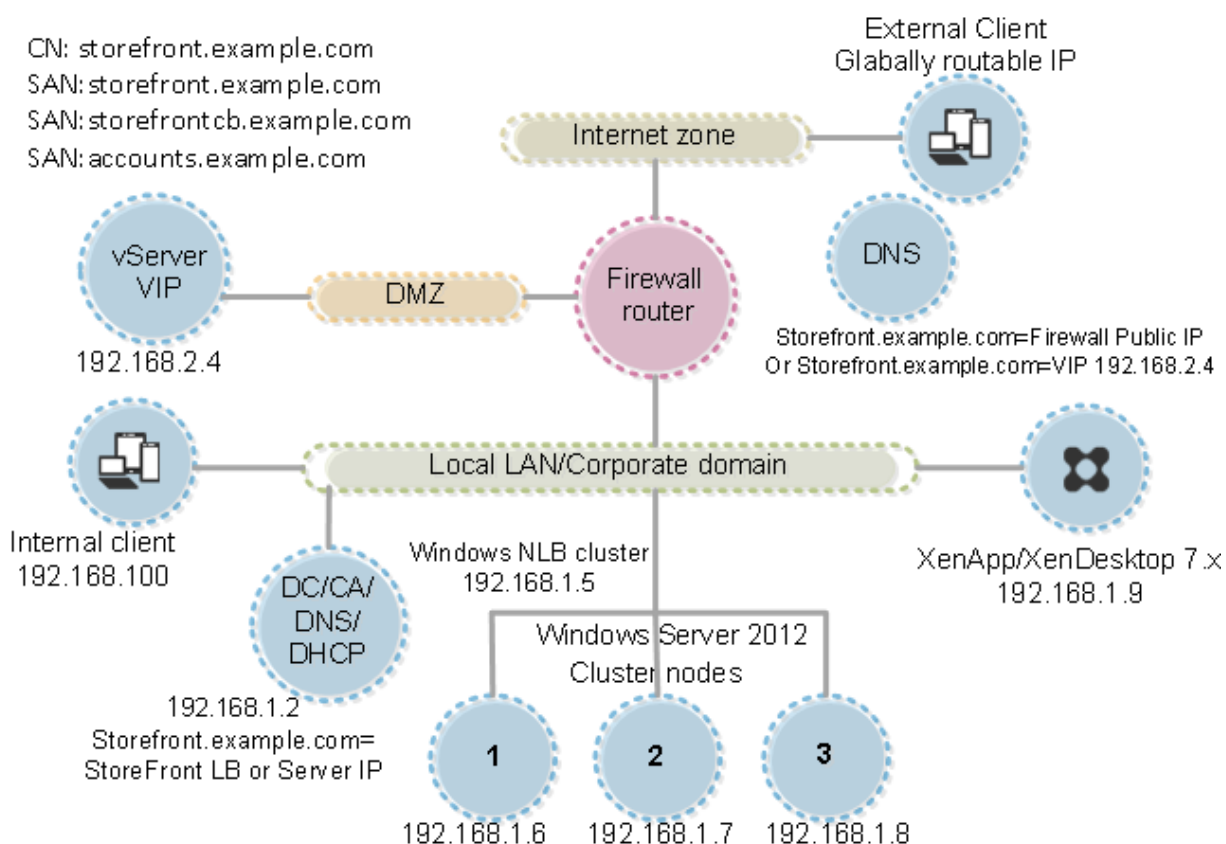 CN: storefront.example.com
SAN: storefront.example.com
SAN: storefrontcb.example.com
SAN: accounts.example.com
External Client
Glabally routable IP
Internet zone
vServer
VIP
192.168.2.4
DMZ
Firewall
router
DNS
Storefront.example.com=Firewall Public IP
Or Storefront.example.com=VIP 192.168.2.4
Local LAN/Corporate domain
Internal client
192.168.100
DC/CA/
DNS/
DHCP
192.168.1.2
Storefront.example.com=
StoreFront LB or Server IP
Windows NLB cluster
192.168.1.5
XenApp/XenDesktop 7.x
192.168.1.9
Windows Server 2012
Cluster nodes
1
2
3
192.168.1.6
192.168.1.7
192.168.1.8